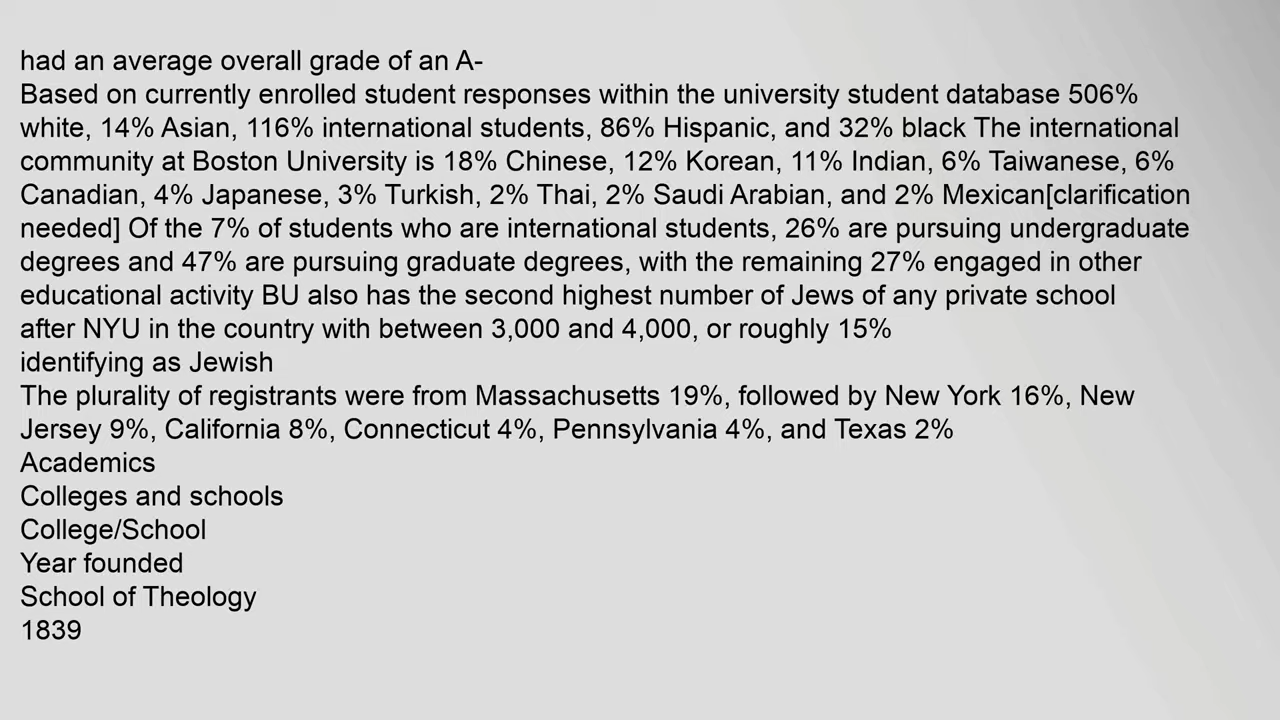 had an average overall grade of an A-
Based on currently enrolled student responses within the university student database 506%
white, 14% Asian, 116% international students, 86% Hispanic, and 32% black The international
community at Boston University is 18% Chinese, 12% Korean, 11% Indian, 6% Taiwanese, 6%
Canadian, 4% Japanese, 3% Turkish, 2% Thai, 2% Saudi Arabian, and 2% Mexican[clarification
needed] Of the 7% of students who are international students, 26% are pursuing undergraduate
degrees and 47% are pursuing graduate degrees, with the remaining 27% engaged in other
educational activity BU also has the second highest number of Jews of any private school
after NYU in the country with between 3,000 and 4,000, or roughly 15%
identifying as Jewish
The plurality of registrants were from Massachusetts 19%, followed by New York 16%, New
Jersey 9%, California 8%, Connecticut 4%, Pennsylvania 4%, and Texas 2%
Academics
Colleges and schools
College/School
Year founded
School of Theology
1839